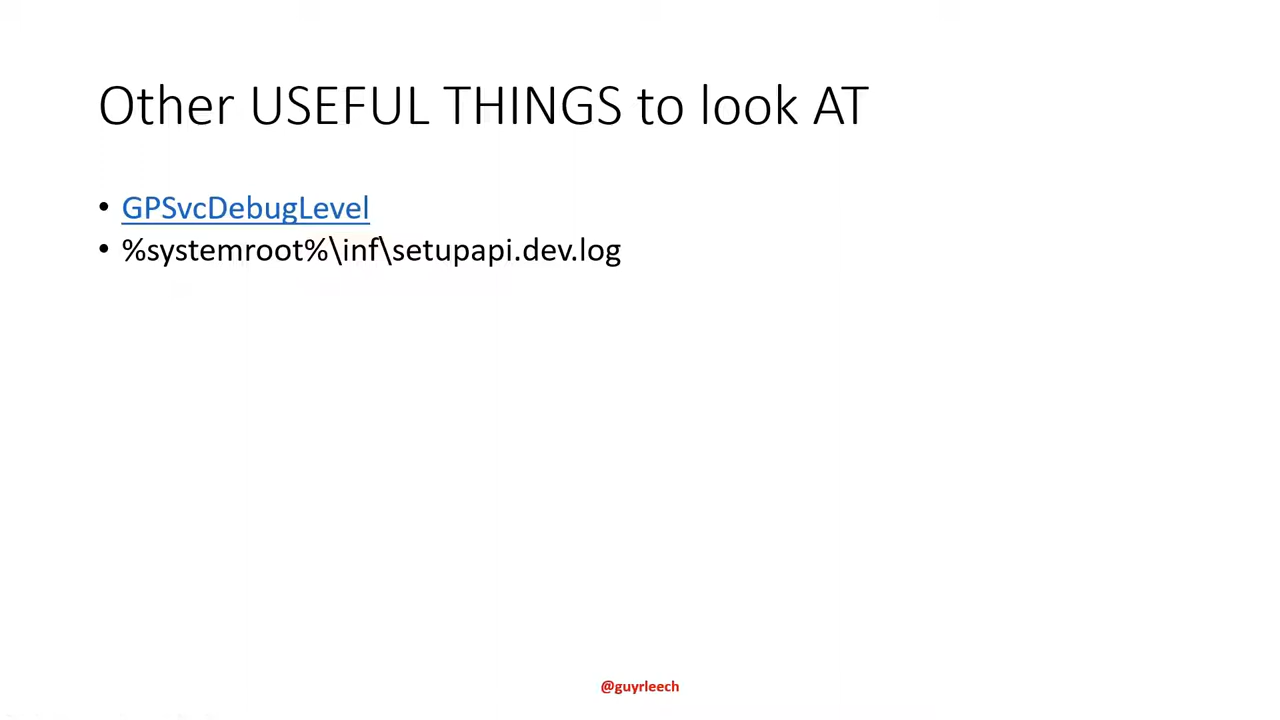 Other USEFUL THINGS to look AT
• GPSvcDebugLevel
• %systemroot%\inf\setupapi.dev.log
@guyrleech